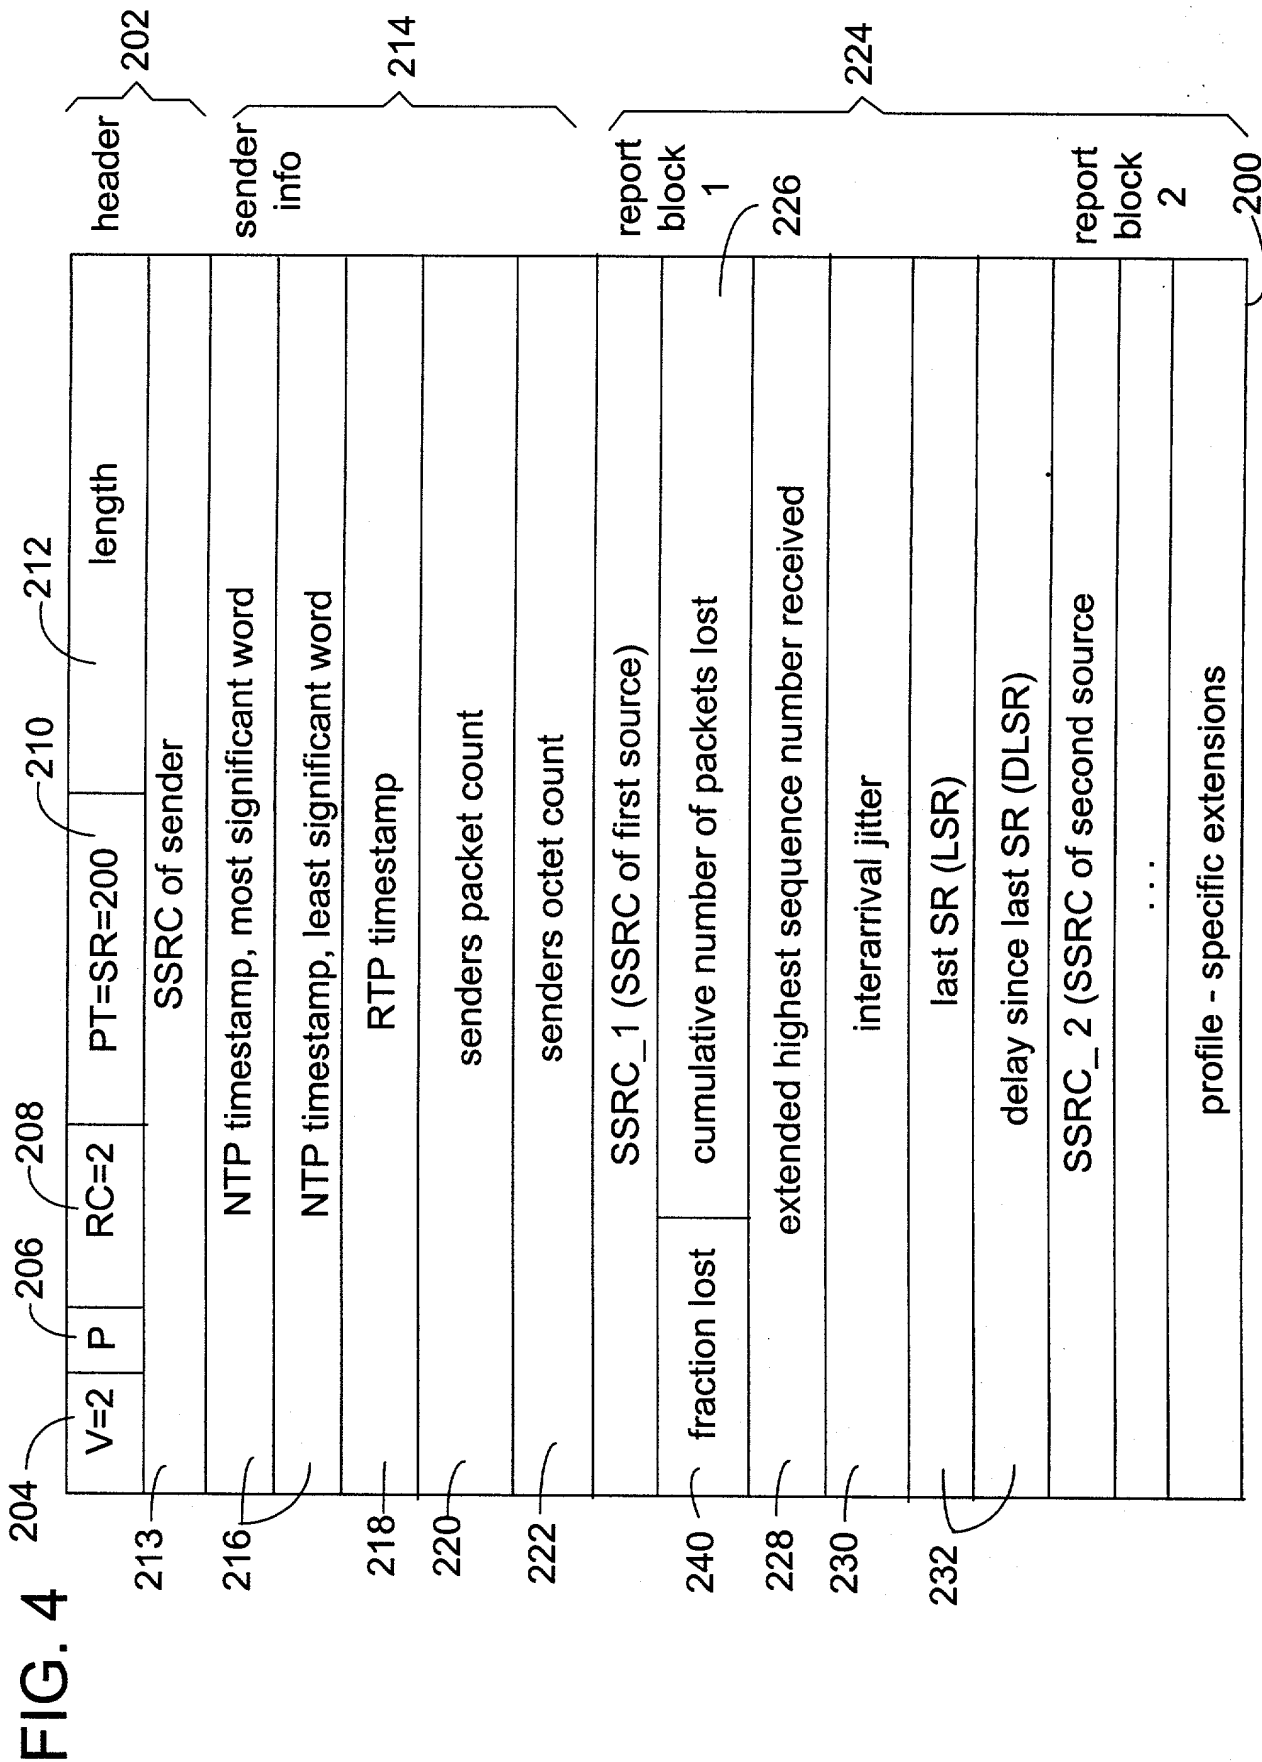 FIG. 4
204
206
208
210
212
V=2
P
RC=2
PT=SR=200
length
header
202
213
SSRC of sender
216
NTP timestamp, most significant word
sender
info
214
NTP timestamp, least significant word
218
RTP timestamp
220
senders packet count
222
senders octet count
SSRC_1 (SSRC of first source)
report
block
1
224
240
fraction lost
cumulative number of packets lost
226
228
extended highest sequence number received
230
interarrival jitter
232
last SR (LSR)
delay since last SR (DLSR)
SSRC_ 2 (SSRC of second source
report
block
2
. . .
profile - specific extensions
200